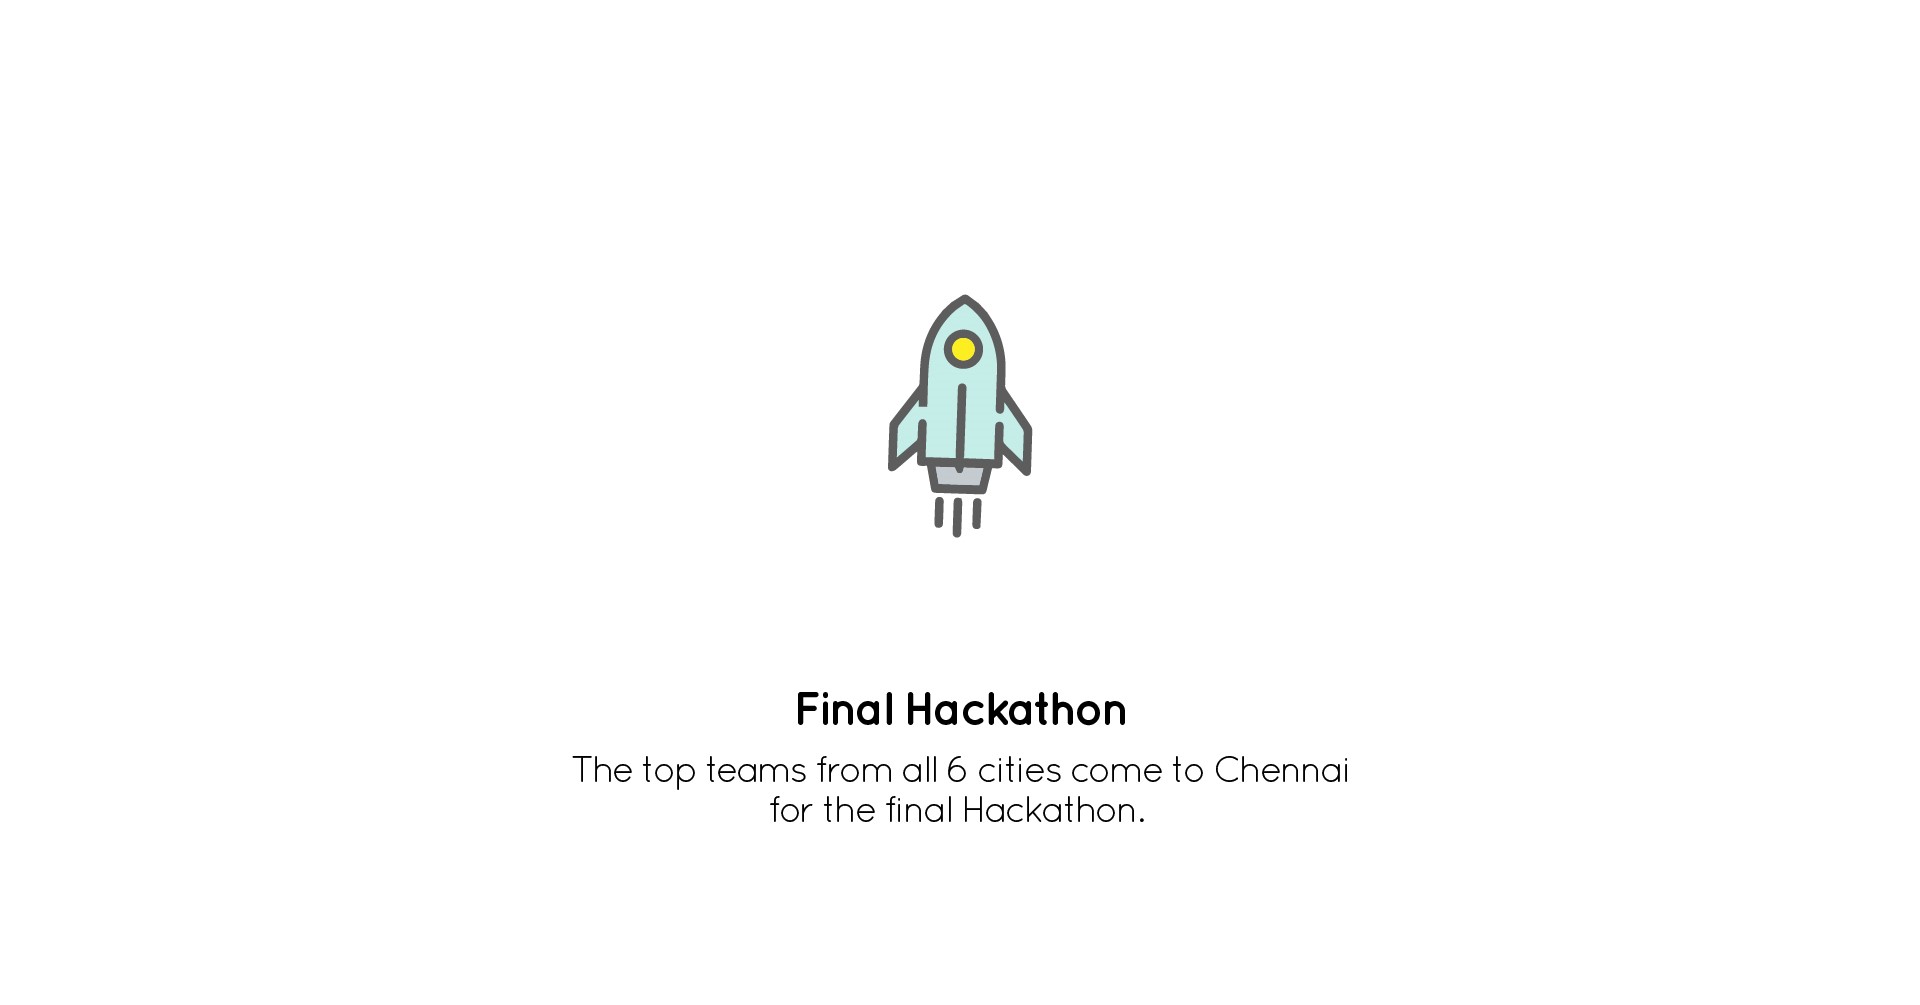 Final Hackathon
The top teams from all 6 cities come to Chennai
for the final Hackathon.